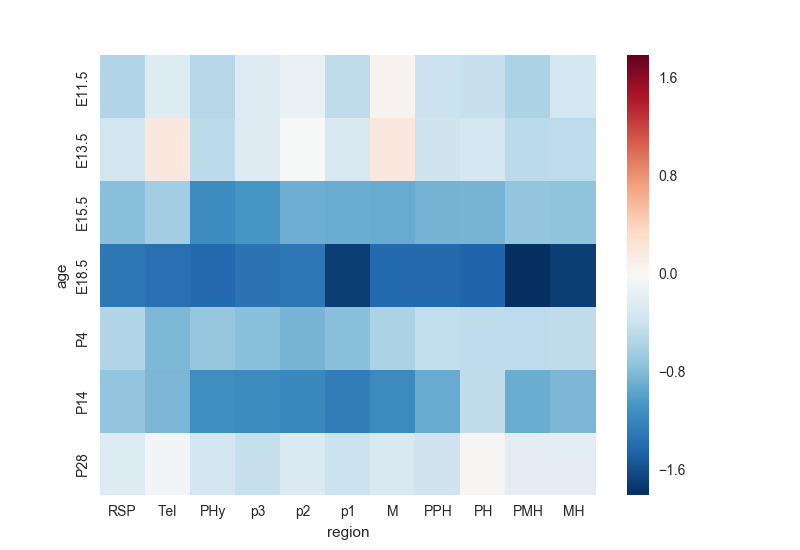 age
E11.5
E13.5
E15.5
E18.5
P4
P14
P28
RSP Tel PHy p3 p2 p1 M PPH PH PMH MH
region
1.6
0.8
0.0
−0.8
−1.6